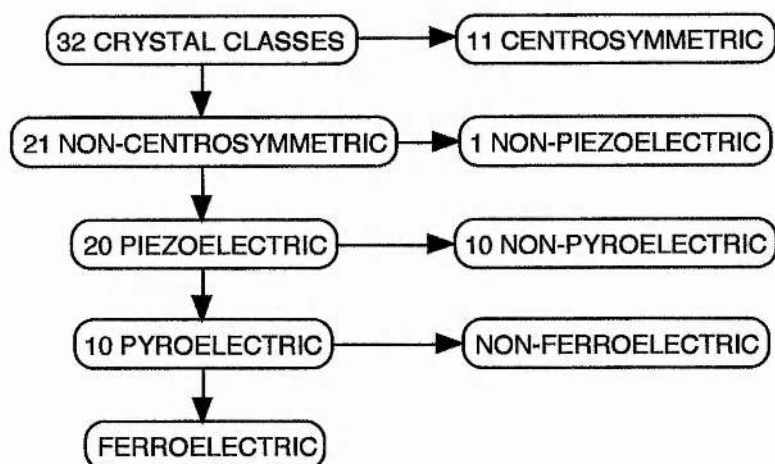 32 CRYSTAL CLASSES
11 CENTROSYMMETRIC
21 NON-CENTROSYMMETRIC
1 NON-PIEZOELECTRIC
20 PIEZOELECTRIC
10 NON-PYROELECTRIC
10 PYROELECTRIC
NON-FERROELECTRIC
FERROELECTRIC